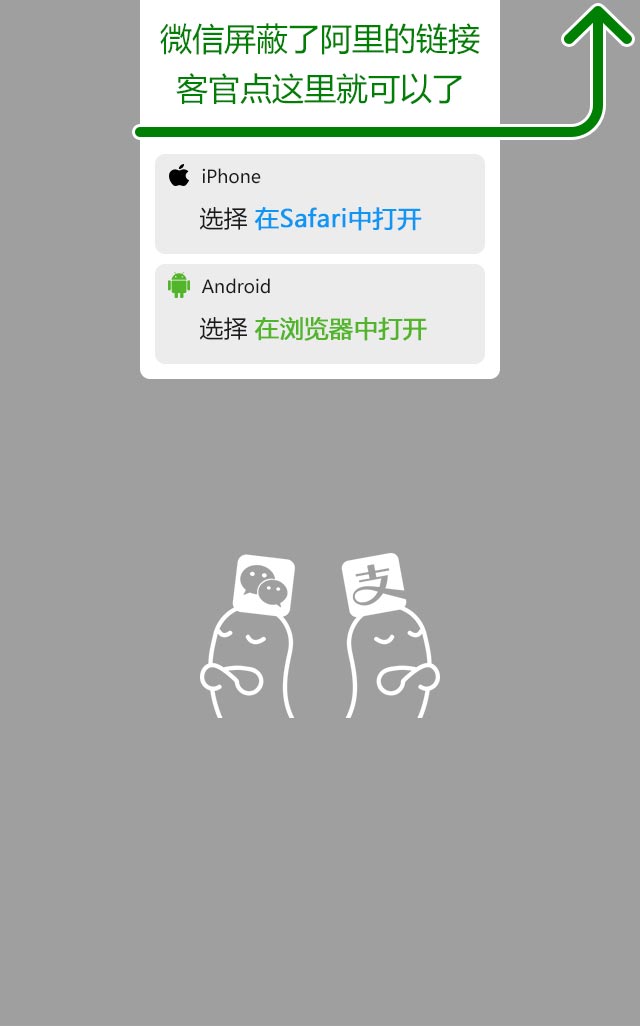 微信屏蔽了阿里的链接
客官点这里就可以了
iPhone
选择 在Safari中打开
Android
选择 在浏览器中打开
支